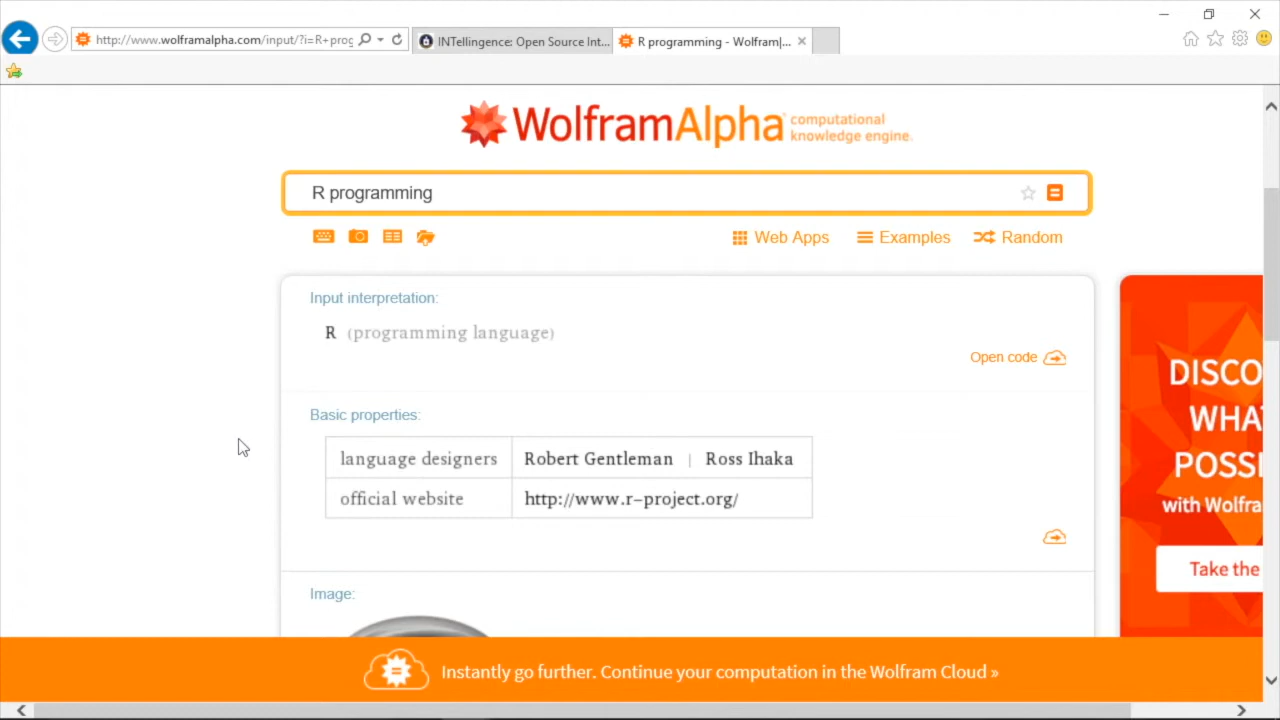 http://www.wolframalpha.com/input/?i=R+prog
INTellingence: Open Source Int...
R programming - Wolfram|...
WolframAlpha computational knowledge engine.
R programming
Web Apps
Examples
Random
Input interpretation:
R (programming language)
Open code
Basic properties:
language designers Robert Gentleman | Ross Ihaka
official website http://www.r-project.org/
Image:
DISCO
WHA
POSSI
with Wolfra
Take the
Instantly go further. Continue your computation in the Wolfram Cloud »